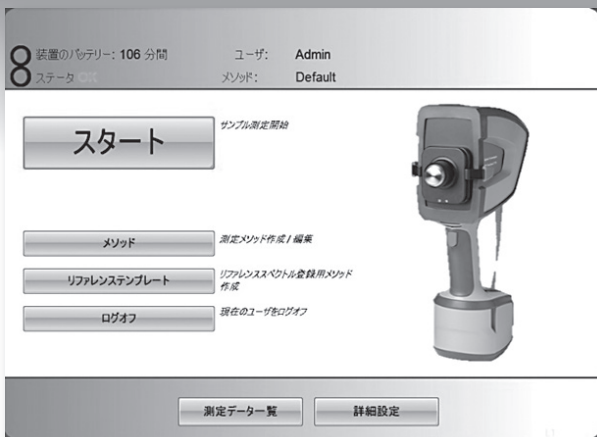 装置のバッテリー: 106 分間
ユーザ: Admin
ステータ OK
メソッド: Default
スタート
サンプル測定開始
メソッド
測定メソッド作成 / 編集
リファレンステンプレート
リファレンススペクトル登録用メソッド
作成
ログオフ
現在のユーザをログオフ
測定データ一覧
詳細設定